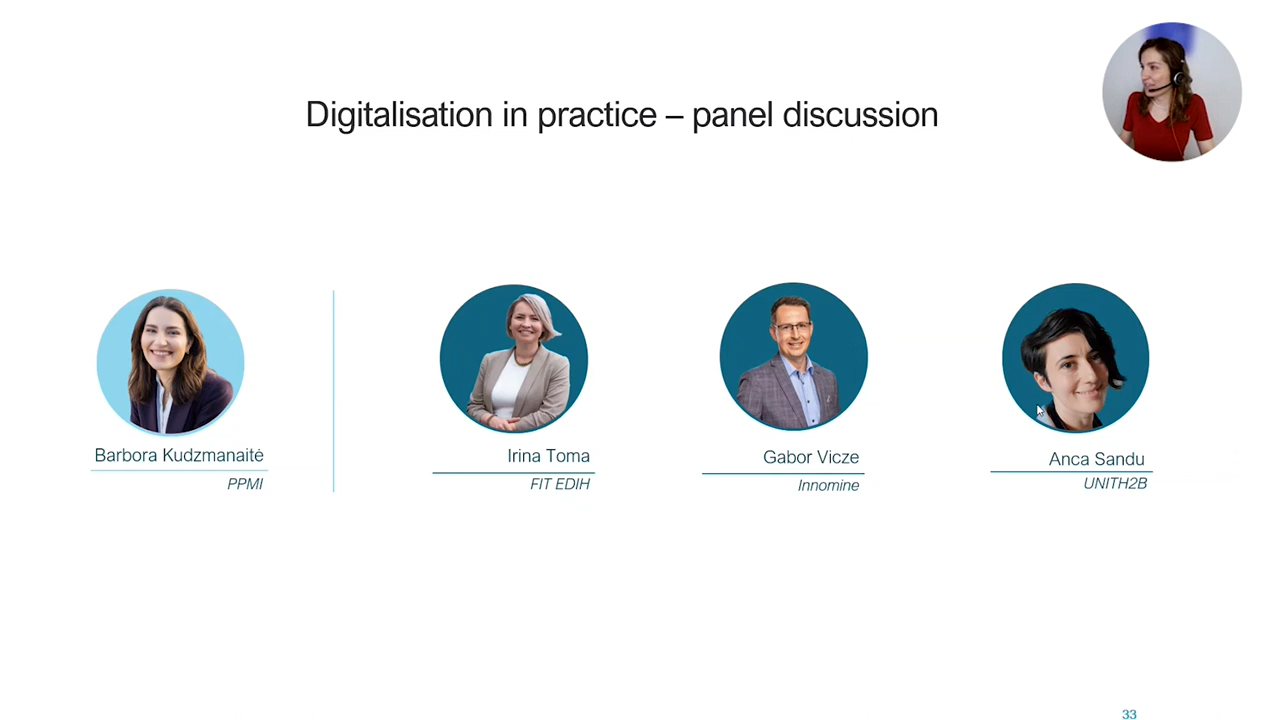 Digitalisation in practice – panel discussion
Barbora Kudzmanaitė
PPMI
Irina Toma
FIT EDIH
Gabor Vicze
Innomine
Anca Sandu
UNITH2B
33